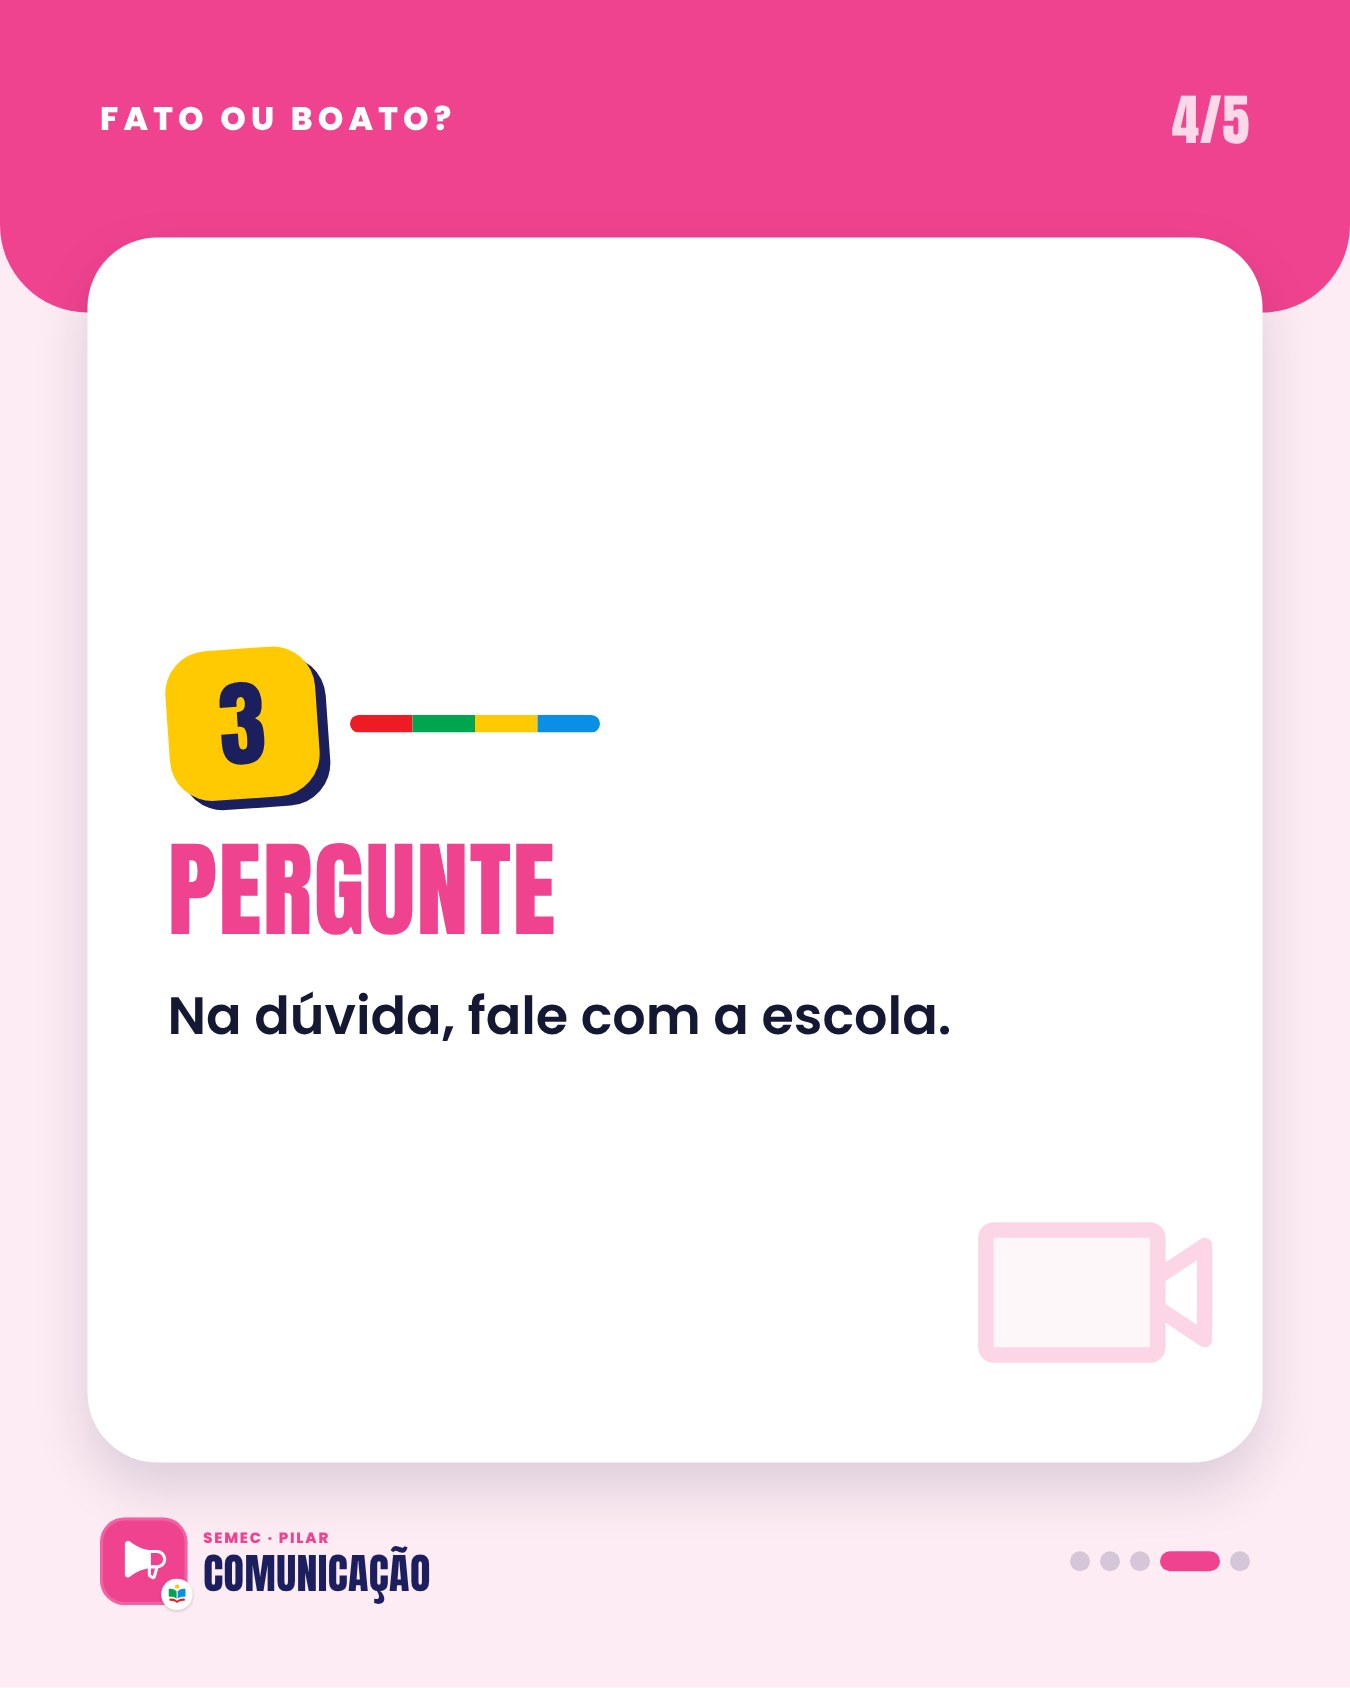 FATO OU BOATO?
4/5
3
PERGUNTE
Na dúvida, fale com a escola.
SEMEC · PILAR
COMUNICAÇÃO